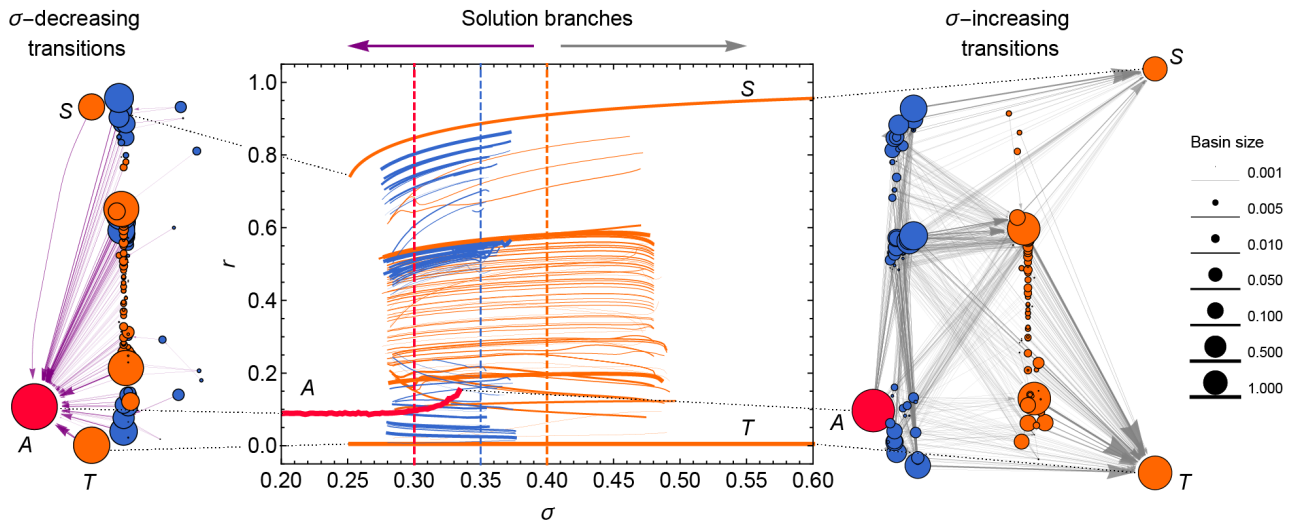 σ–decreasing
transitions
Solution branches
σ–increasing
transitions
S
A
T
r
1.0
0.8
0.6
0.4
0.2
0.0
S
A
T
0.20 0.25 0.30 0.35 0.40 0.45 0.50 0.55 0.60
σ
S
A
T
Basin size
0.001
0.005
0.010
0.050
0.100
0.500
1.000